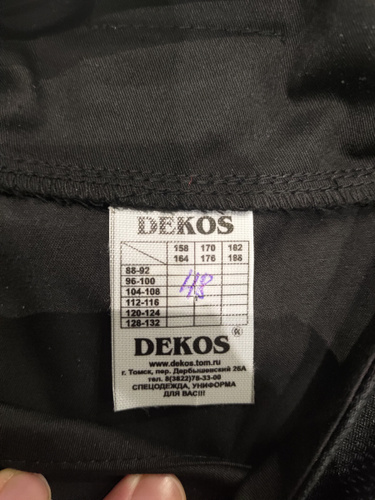 DEKOS
158 170 182
164 176 188
88-92
96-100
48
104-108
112-116
120-124
128-132
DEKOS
www.dekos.tom.ru
г. Томск, пер. Дербышевский 26А
тел. 8(3822)78-33-00
СПЕЦОДЕЖДА, УНИФОРМА
ДЛЯ ВАС!!!